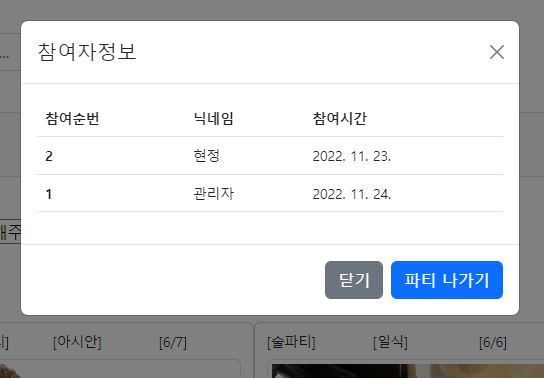 ...
참여자정보
참여순번 닉네임 참여시간
2 현정 2022. 11. 23.
1 관리자 2022. 11. 24.
닫기 파티 나가기
[아시안] [6/7] [술파티] [일식] [6/6]